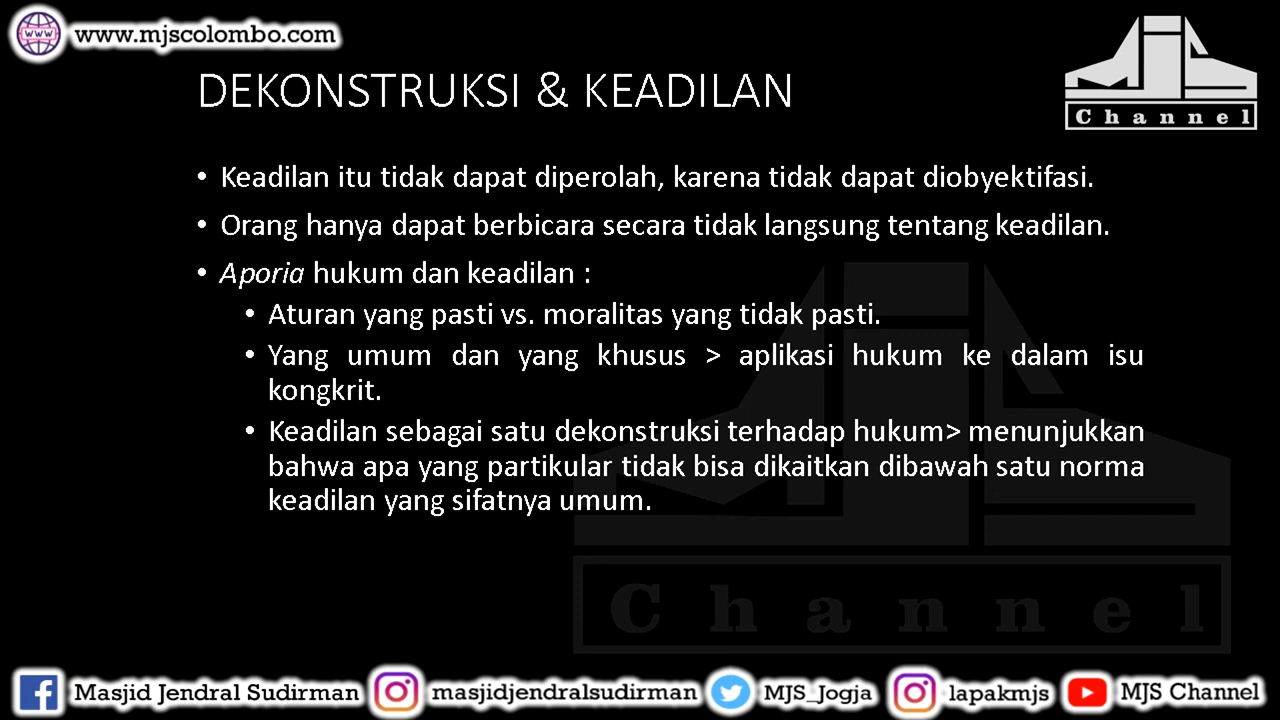 www.mjscolombo.com
MJS
Channel
DEKONSTRUKSI & KEADILAN
• Keadilan itu tidak dapat diperolah, karena tidak dapat diobyektifasi.
• Orang hanya dapat berbicara secara tidak langsung tentang keadilan.
• Aporia hukum dan keadilan :
• Aturan yang pasti vs. moralitas yang tidak pasti.
• Yang umum dan yang khusus > aplikasi hukum ke dalam isu
kongkrit.
• Keadilan sebagai satu dekonstruksi terhadap hukum> menunjukkan
bahwa apa yang partikular tidak bisa dikaitkan dibawah satu norma
keadilan yang sifatnya umum.
MJS
Channel
Masjid Jendral Sudirman masjidjendralsudirman MJS_Jogja lapakmjs MJS Channel